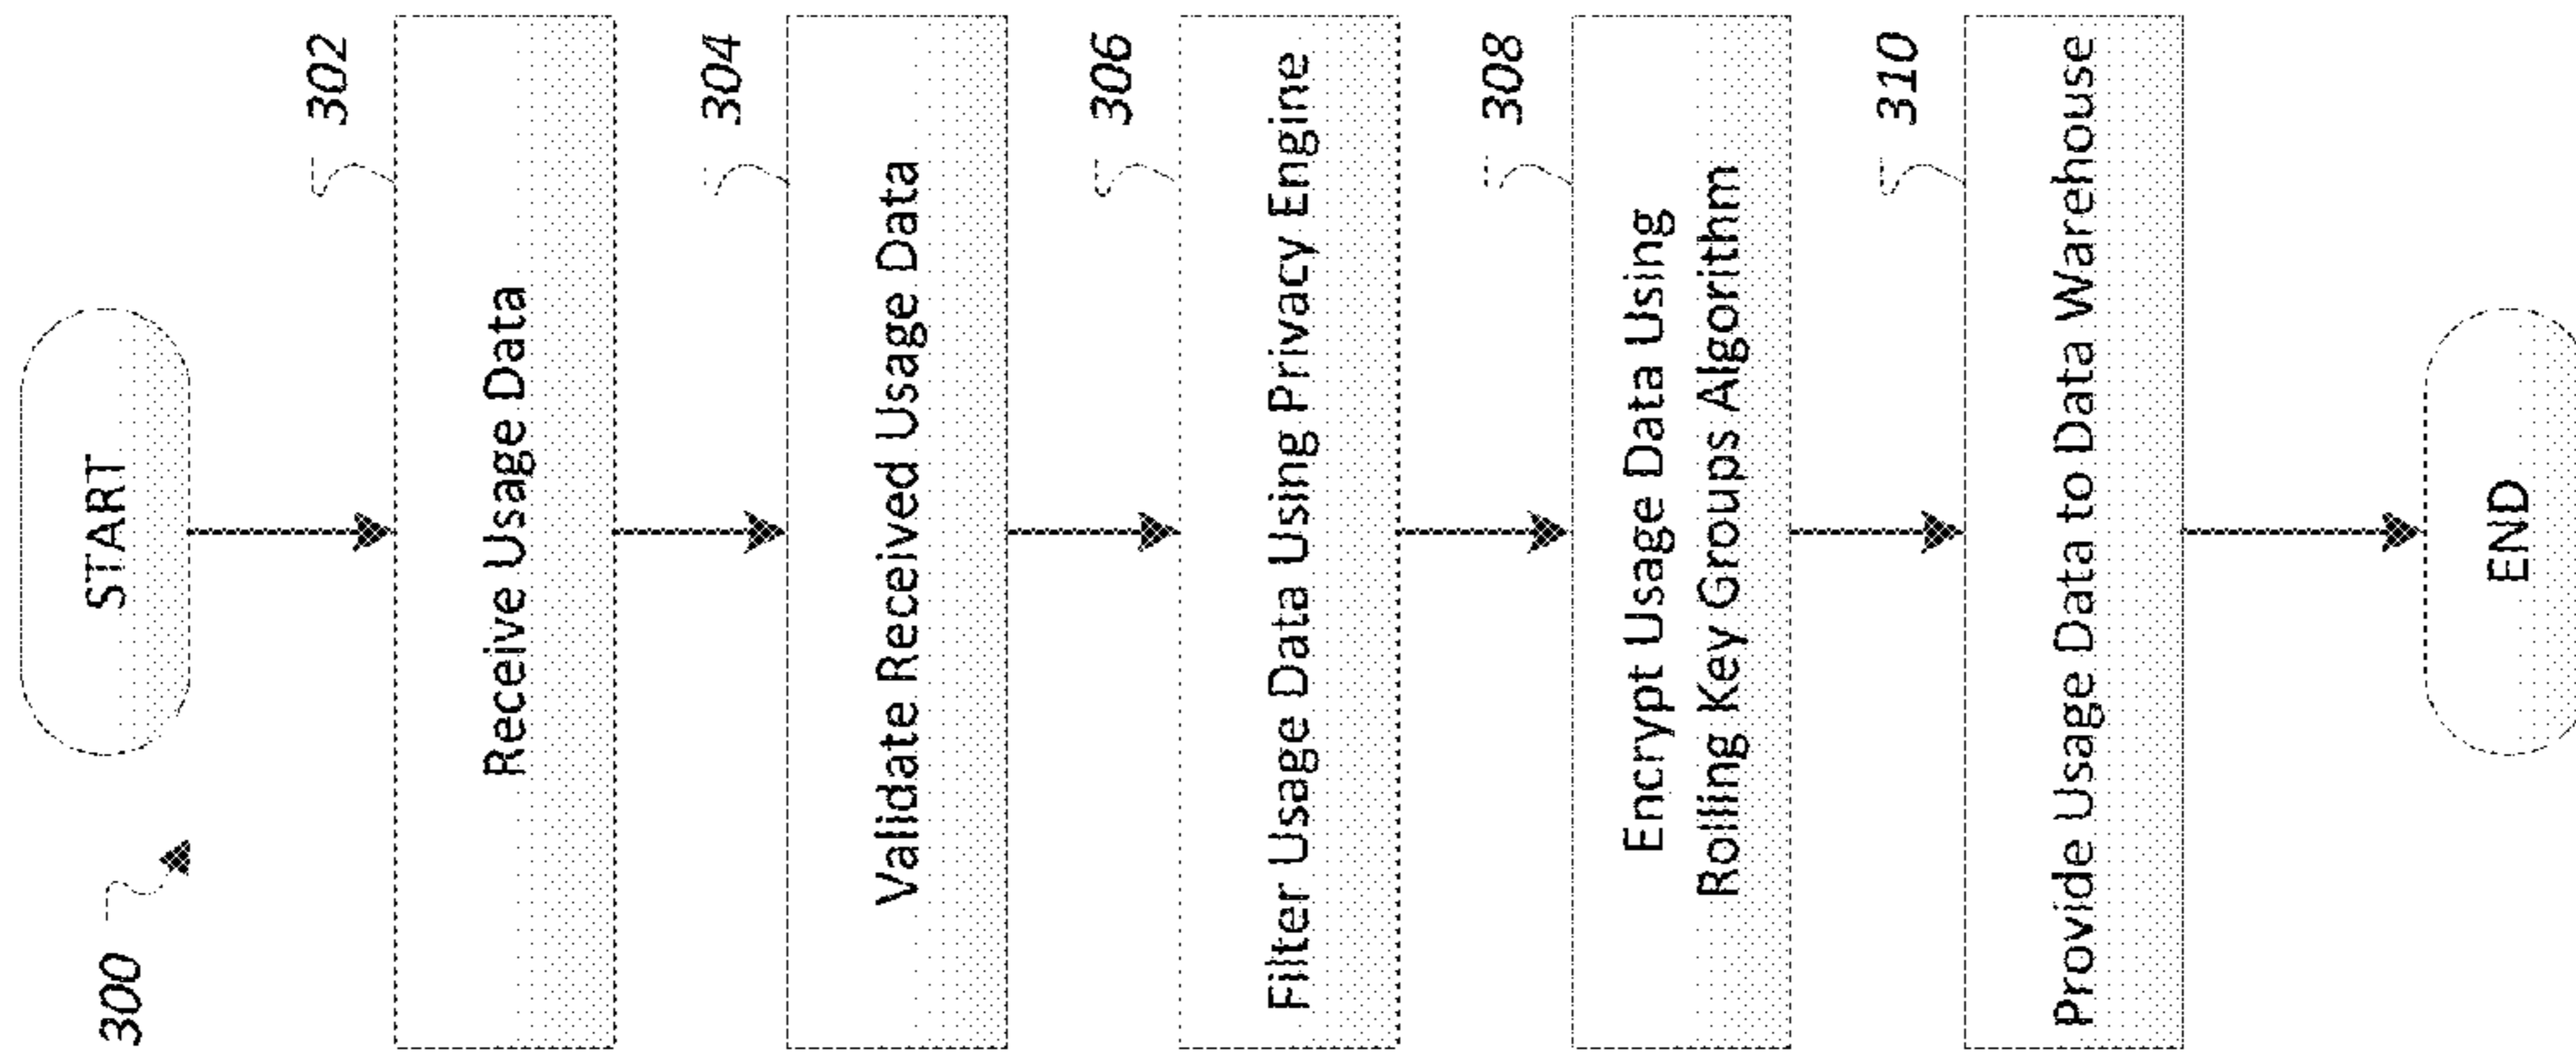 300
START
302
Receive Usage Data
304
Validate Received Usage Data
306
Filter Usage Data Using Privacy Engine
308
Encrypt Usage Data Using
Rolling Key Groups Algorithm
310
Provide Usage Data to Data Warehouse
END